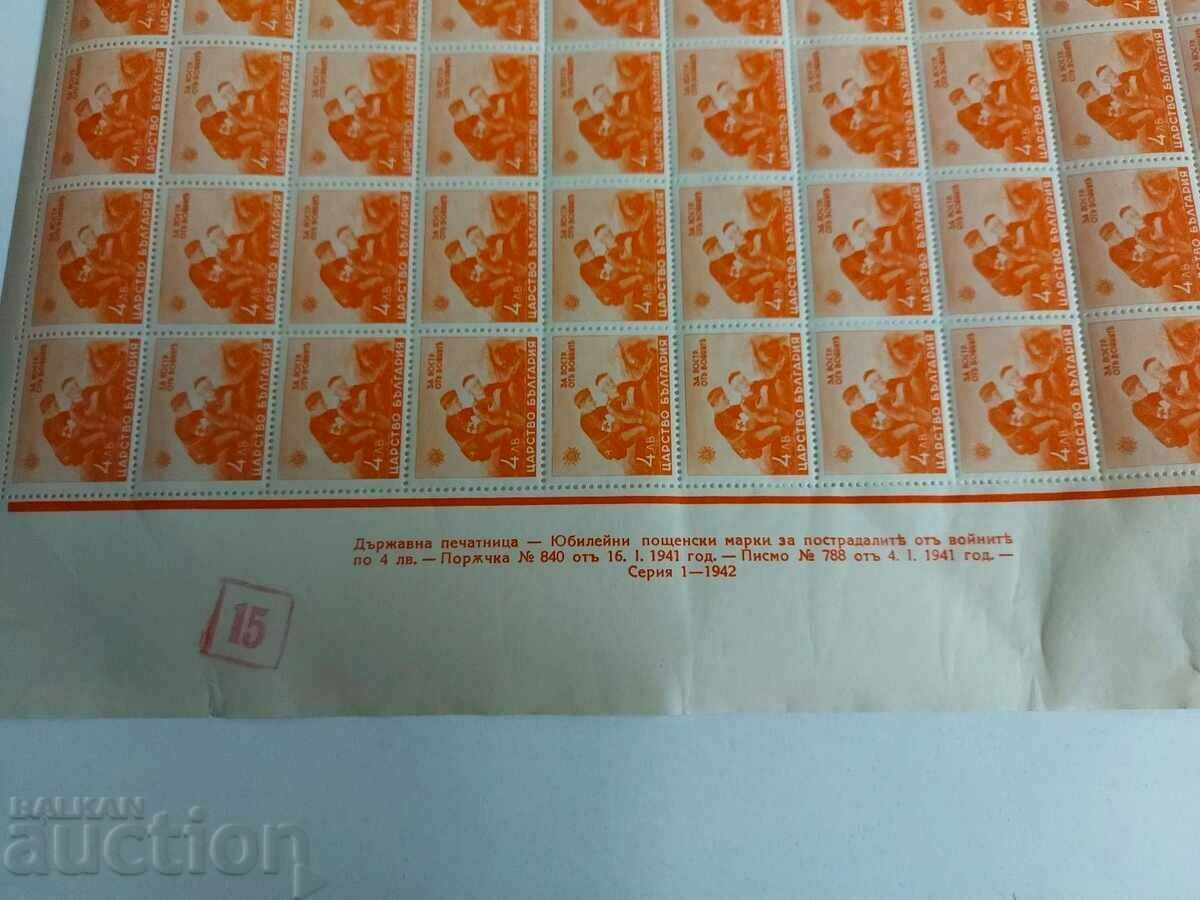 ЗА ПОСТР.
ОТЪ ВОЙНИТѢ
4 ЛВ.
ЦАРСТВО БЪЛГАРИЯ
Държавна печатница — Юбилейни пощенски марки за пострадалитѣ отъ войнитѣ
по 4 лв. — Порѫчка № 840 отъ 16. I. 1941 год. — Писмо № 788 отъ 4. I. 1941 год. —
Серия 1—1942
15
BALKAN
auction